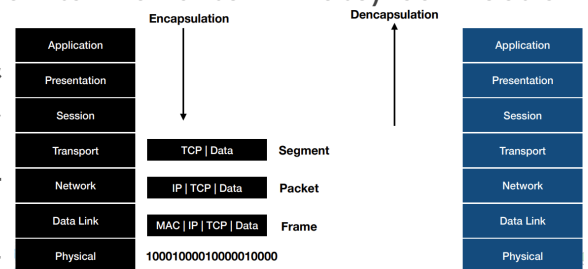 Encapsulation
Dencapsulation
Application
Application
Presentation
Presentation
Session
Session
Transport
TCP | Data
Segment
Transport
Network
IP | TCP | Data
Packet
Network
Data Link
MAC | IP | TCP | Data
Frame
Data Link
Physical
10001000010000010000
Physical